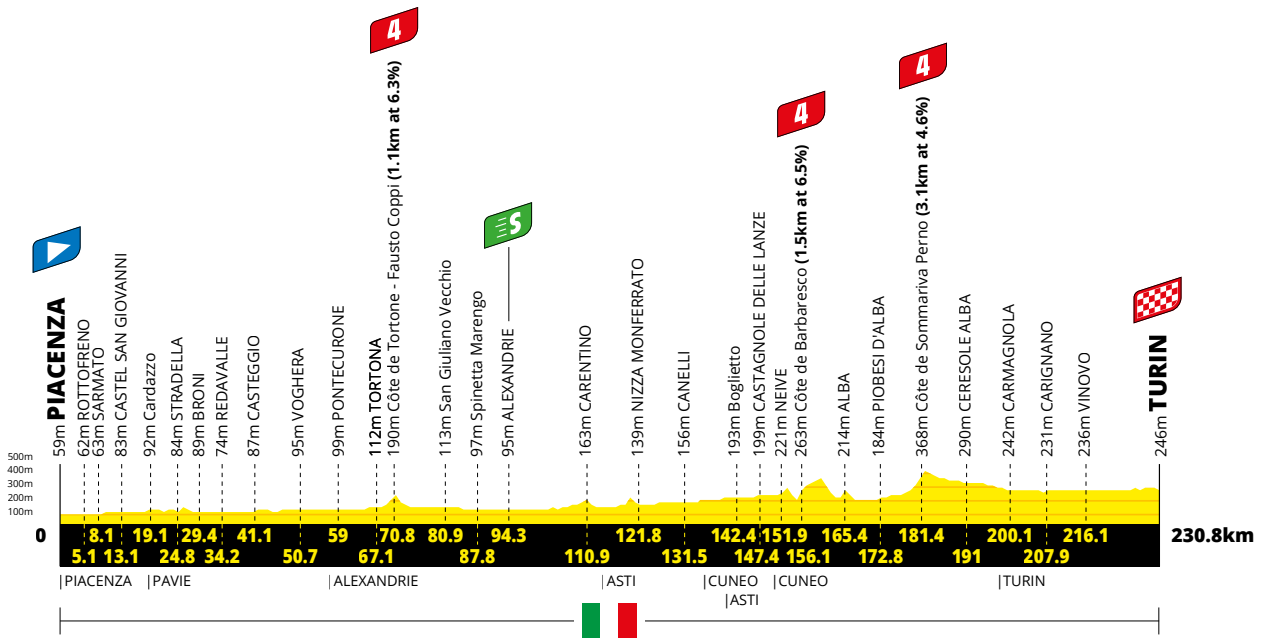 4
4
4
S
59m PIACENZA
62m ROTTOFRENO
63m SARMATO
83m CASTEL SAN GIOVANNI
92m Cardazzo
84m STRADELLA
89m BRONI
74m REDAVALLE
87m CASTEGGIO
95m VOGHERA
99m PONTECURONE
112m TORTONA
190m Côte de Tortone - Fausto Coppi (1.1km at 6.3%)
113m San Giuliano Vecchio
97m Spinetta Marengo
95m ALEXANDRIE
163m CARENTINO
139m NIZZA MONFERRATO
156m CANELLI
193m Boglietto
199m CASTAGNOLE DELLE LANZE
221m NEIVE
263m Côte de Barbaresco (1.5km at 6.5%)
214m ALBA
184m PIOBESI D'ALBA
368m Côte de Sommariva Perno (3.1km at 4.6%)
290m CERESOLE ALBA
242m CARMAGNOLA
231m CARIGNANO
236m VINOVO
246m TURIN
500m
400m
300m
200m
100m
0 8.1 19.1 29.4 41.1 59 70.8 80.9 94.3 121.8 142.4 151.9 165.4 181.4 200.1 216.1 230.8km
5.1 13.1 24.8 34.2 50.7 67.1 87.8 110.9 131.5 147.4 156.1 172.8 191 207.9
|PIACENZA |PAVIE |ALEXANDRIE |ASTI |CUNEO |CUNEO |TURIN
|ASTI